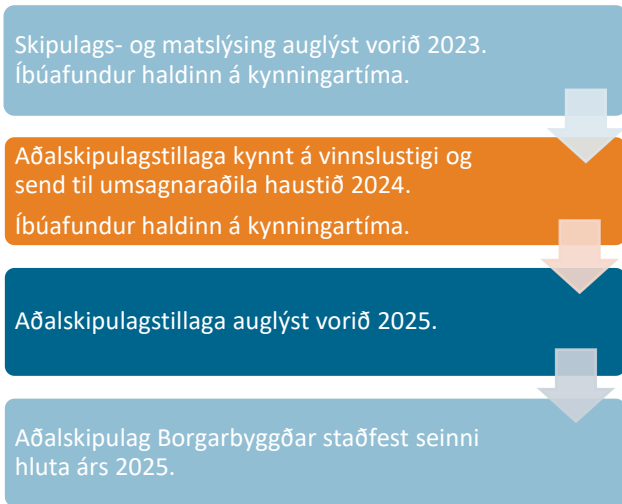 Skipulags- og matslýsing auglýst vorið 2023.
Íbúafundur haldinn á kynningartíma.
Aðalskipulagstillaga kynnt á vinnslustigi og
send til umsagnaraðila haustið 2024.
Íbúafundur haldinn á kynningartíma.
Aðalskipulagstillaga auglýst vorið 2025.
Aðalskipulag Borgarbyggðar staðfest seinni
hluta árs 2025.